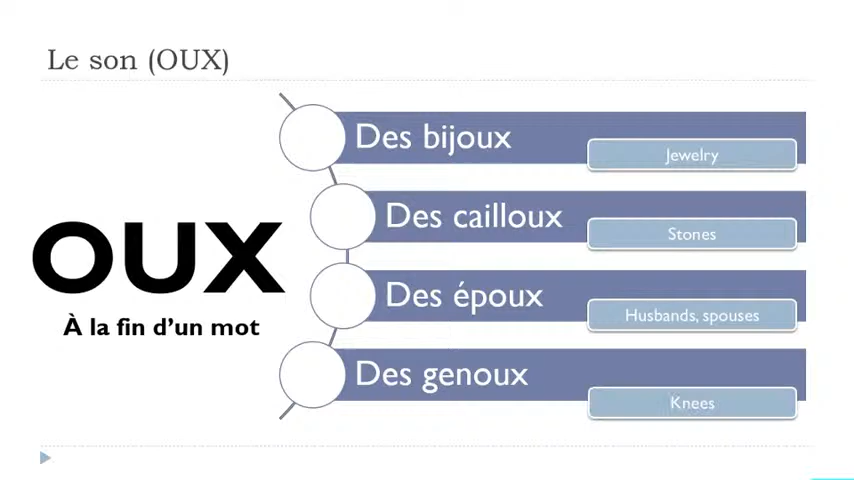 Le son (OUX)
OUX
À la fin d'un mot
Des bijoux
Jewelry
Des cailloux
Stones
Des époux
Husbands, spouses
Des genoux
Knees